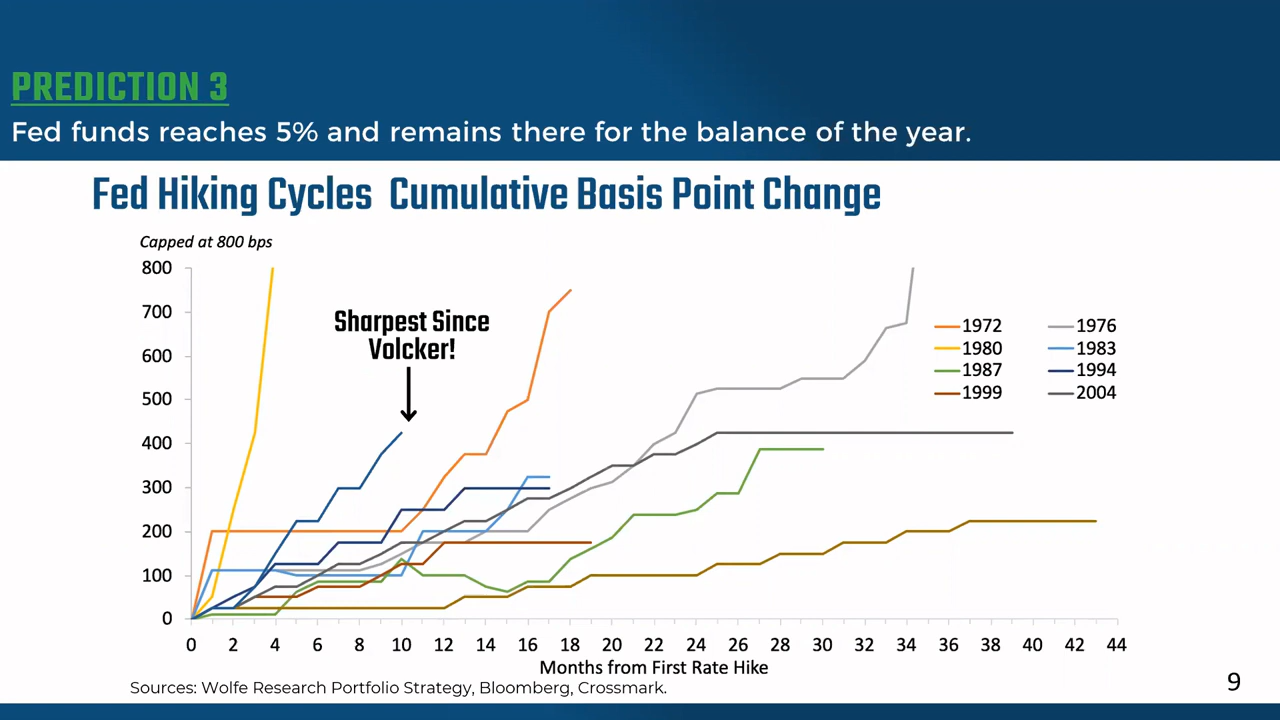 PREDICTION 3
Fed funds reaches 5% and remains there for the balance of the year.
Fed Hiking Cycles Cumulative Basis Point Change
Capped at 800 bps
800
700
600
500
400
300
200
100
0
Sharpest Since
Volcker!
1972 1976
1980 1983
1987 1994
1999 2004
0 2 4 6 8 10 12 14 16 18 20 22 24 26 28 30 32 34 36 38 40 42 44
Months from First Rate Hike
Sources: Wolfe Research Portfolio Strategy, Bloomberg, Crossmark.
9